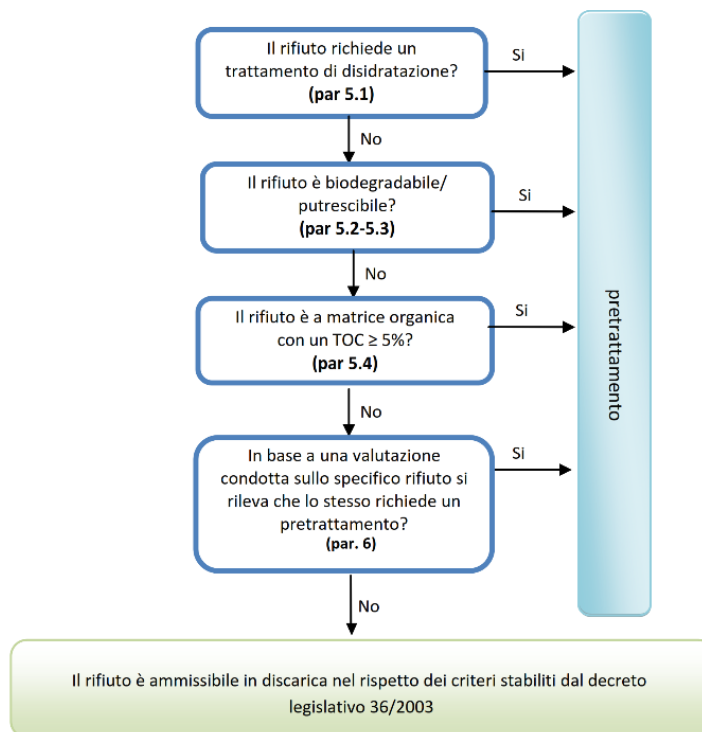 Il rifiuto richiede un
trattamento di disidratazione?
(par 5.1)
Si
No
Il rifiuto è biodegradabile/
putrescibile?
(par 5.2-5.3)
Si
No
Il rifiuto è a matrice organica
con un TOC ≥ 5%?
(par 5.4)
Si
No
In base a una valutazione
condotta sullo specifico rifiuto si
rileva che lo stesso richiede un
pretrattamento?
(par. 6)
Si
No
pretrattamento
Il rifiuto è ammissibile in discarica nel rispetto dei criteri stabiliti dal decreto
legislativo 36/2003